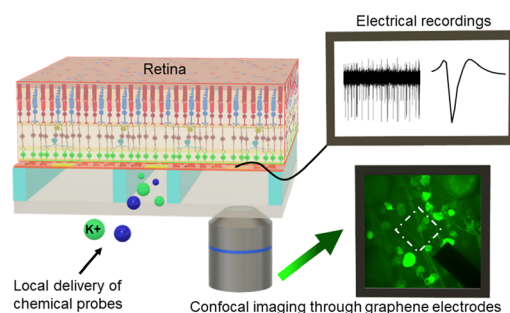 Electrical recordings
Retina
K+
Local delivery of
chemical probes
Confocal imaging through graphene electrodes